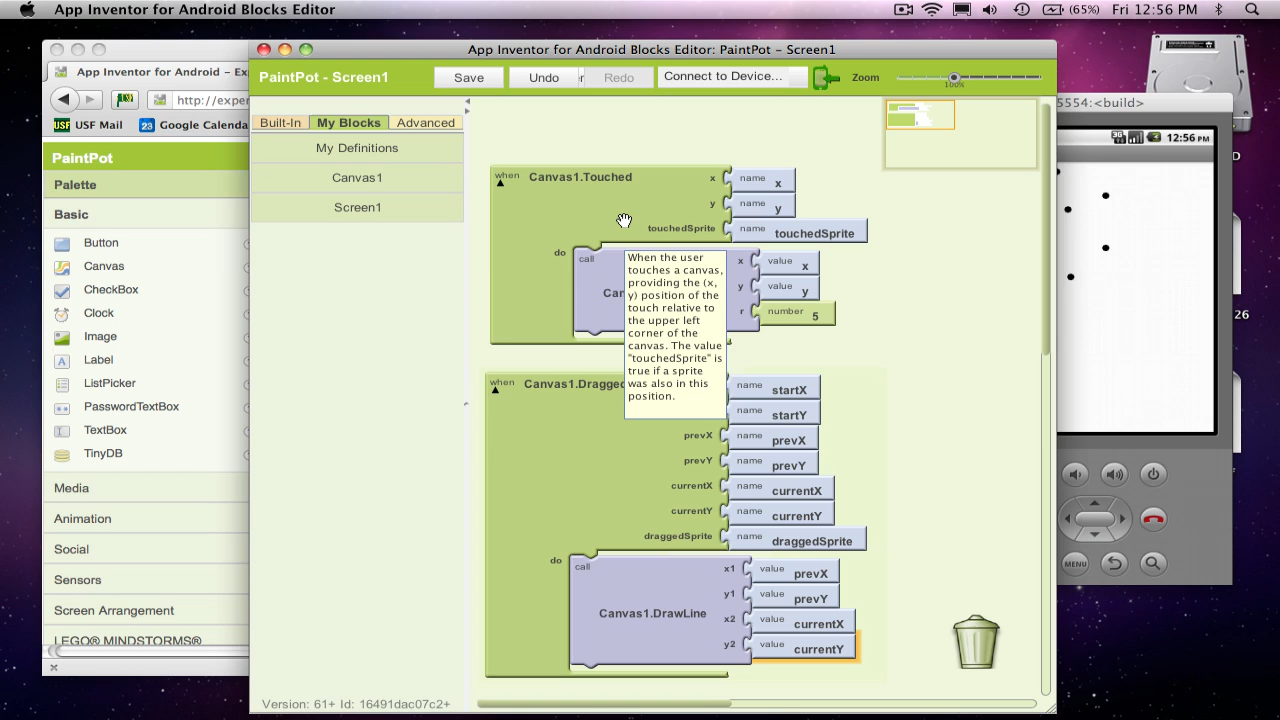 App Inventor for Android Blocks Editor
(65%)
Fri 12:56 PM
App Inventor for Android – Exp
http://exper
USF Mail
23
Google Calenda
PaintPot
Palette
Basic
Button
Canvas
CheckBox
Clock
Image
Label
ListPicker
PasswordTextBox
TextBox
TinyDB
Media
Animation
Social
Sensors
Screen Arrangement
LEGO® MINDSTORMS®
App Inventor for Android Blocks Editor: PaintPot – Screen1
PaintPot - Screen1
Save
Undo
Redo
Connect to Device...
Zoom
100%
Built-In
My Blocks
Advanced
My Definitions
Canvas1
Screen1
when Canvas1.Touched
x name x
y name y
touchedSprite name touchedSprite
do call
x value x
y value y
r number 5
When the user
touches a canvas,
providing the (x,
y) position of the
touch relative to
the upper left
corner of the
canvas. The value
"touchedSprite" is
true if a sprite
was also in this
position.
when Canvas1.Dragged
name startX
name startY
prevX name prevX
prevY name prevY
currentX name currentX
currentY name currentY
draggedSprite name draggedSprite
do call Canvas1.DrawLine
x1 value prevX
y1 value prevY
x2 value currentX
y2 value currentY
Version: 61+ Id: 16491dac07c2+
5554:<build>
3G
12:56 PM
MENU
D
26